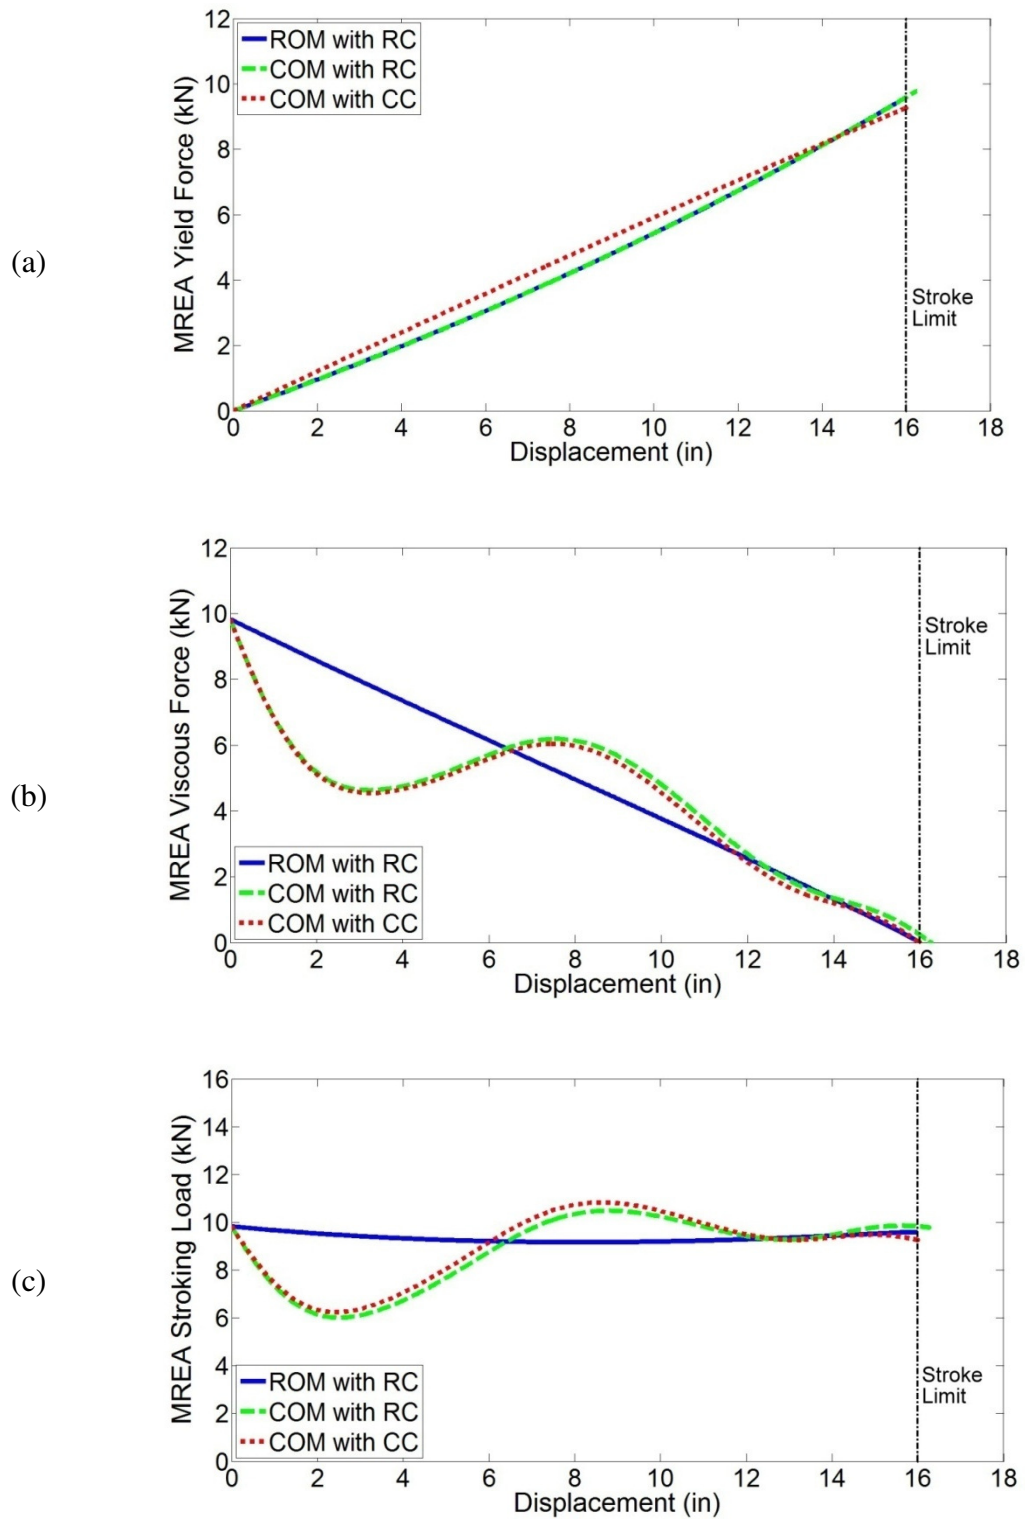 (a)
MREA Yield Force (kN)
12
10
8
6
4
2
0
ROM with RC
COM with RC
COM with CC
Stroke
Limit
0 2 4 6 8 10 12 14 16 18
Displacement (in)
(b)
MREA Viscous Force (kN)
12
10
8
6
4
2
0
Stroke
Limit
ROM with RC
COM with RC
COM with CC
0 2 4 6 8 10 12 14 16 18
Displacement (in)
(c)
MREA Stroking Load (kN)
16
14
12
10
8
6
4
2
0
Stroke
Limit
ROM with RC
COM with RC
COM with CC
0 2 4 6 8 10 12 14 16 18
Displacement (in)